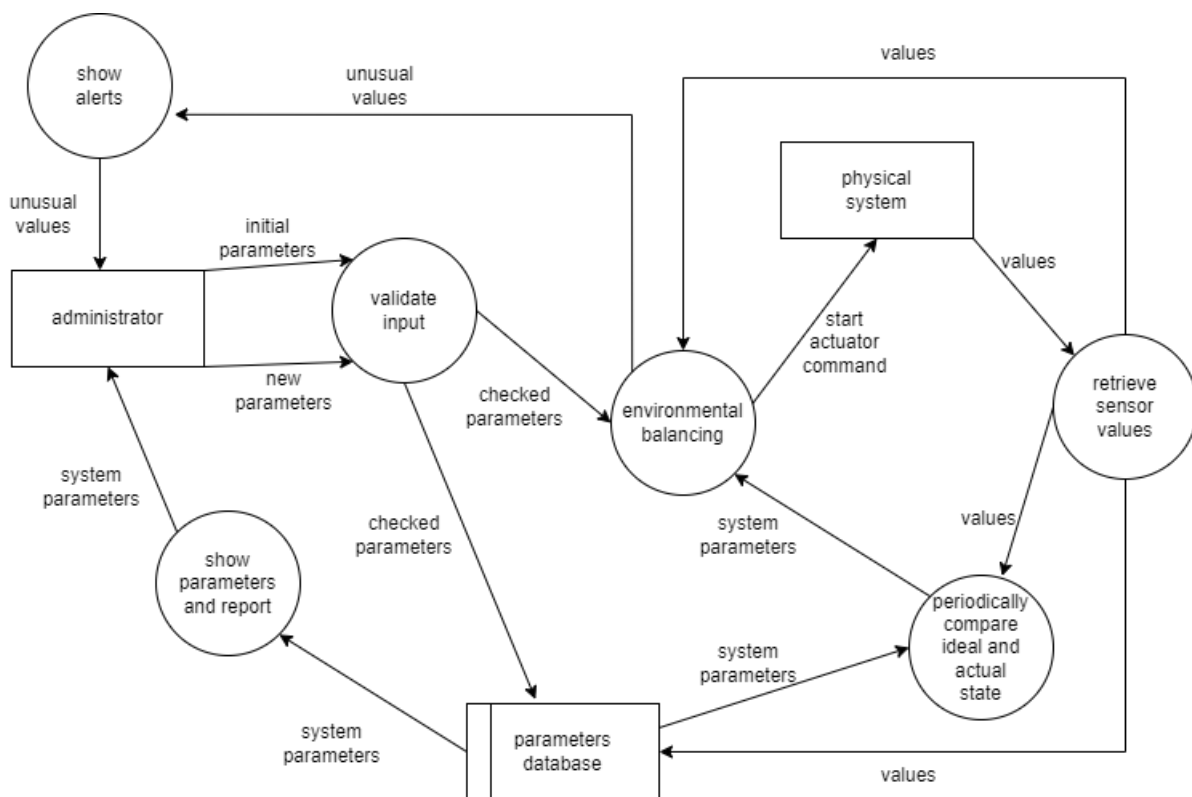 show
alerts
unusual
values
values
physical
system
unusual
values
initial
parameters
values
administrator
validate
input
start
actuator
command
new
parameters
checked
parameters
environmental
balancing
retrieve
sensor
values
system
parameters
checked
parameters
system
parameters
values
show
parameters
and report
periodically
compare
ideal and
actual
state
system
parameters
system
parameters
parameters
database
values